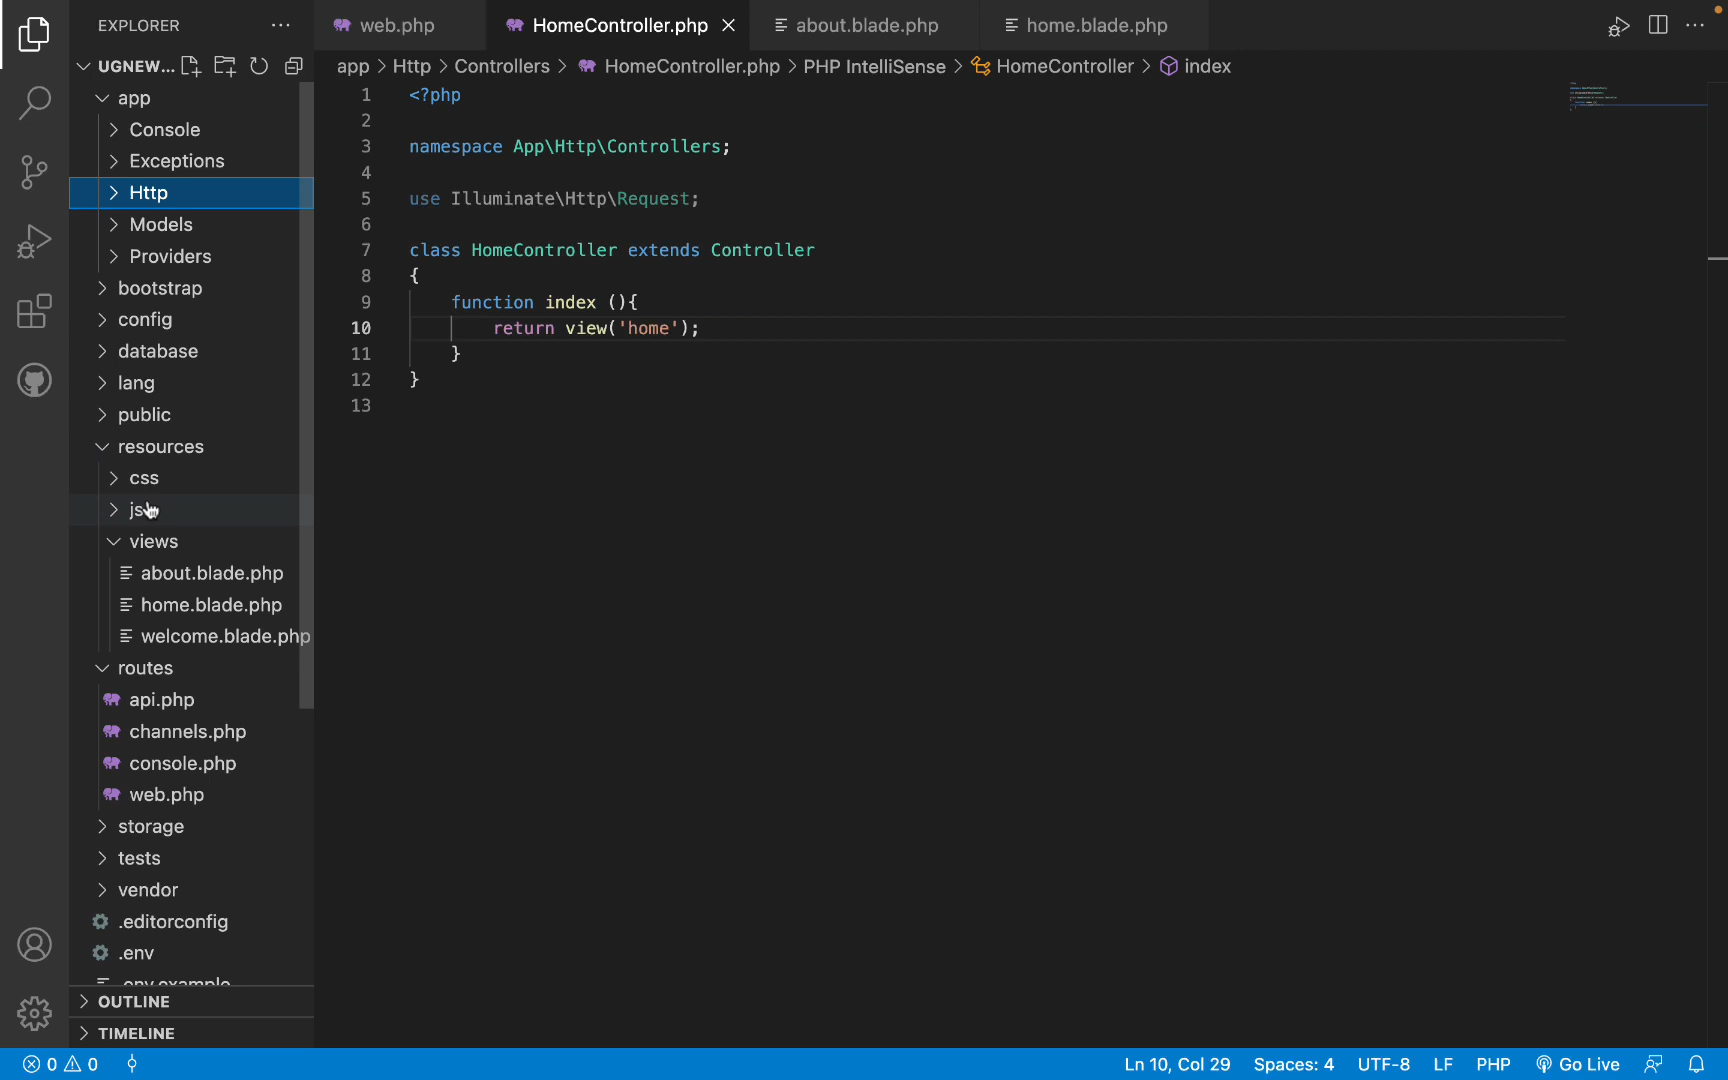 EXPLORER
web.php
HomeController.php
about.blade.php
home.blade.php
UGNEW...
app > Http > Controllers > HomeController.php > PHP IntelliSense > HomeController > index
app
Console
Exceptions
Http
Models
Providers
bootstrap
config
database
lang
public
resources
css
js
views
about.blade.php
home.blade.php
welcome.blade.php
routes
api.php
channels.php
console.php
web.php
storage
tests
vendor
.editorconfig
.env
.env.example
OUTLINE
TIMELINE
1 <?php
2
3 namespace App\Http\Controllers;
4
5 use Illuminate\Http\Request;
6
7 class HomeController extends Controller
8 {
9 function index (){
10 return view('home');
11 }
12 }
13
0 0
Ln 10, Col 29
Spaces: 4
UTF-8
LF
PHP
Go Live